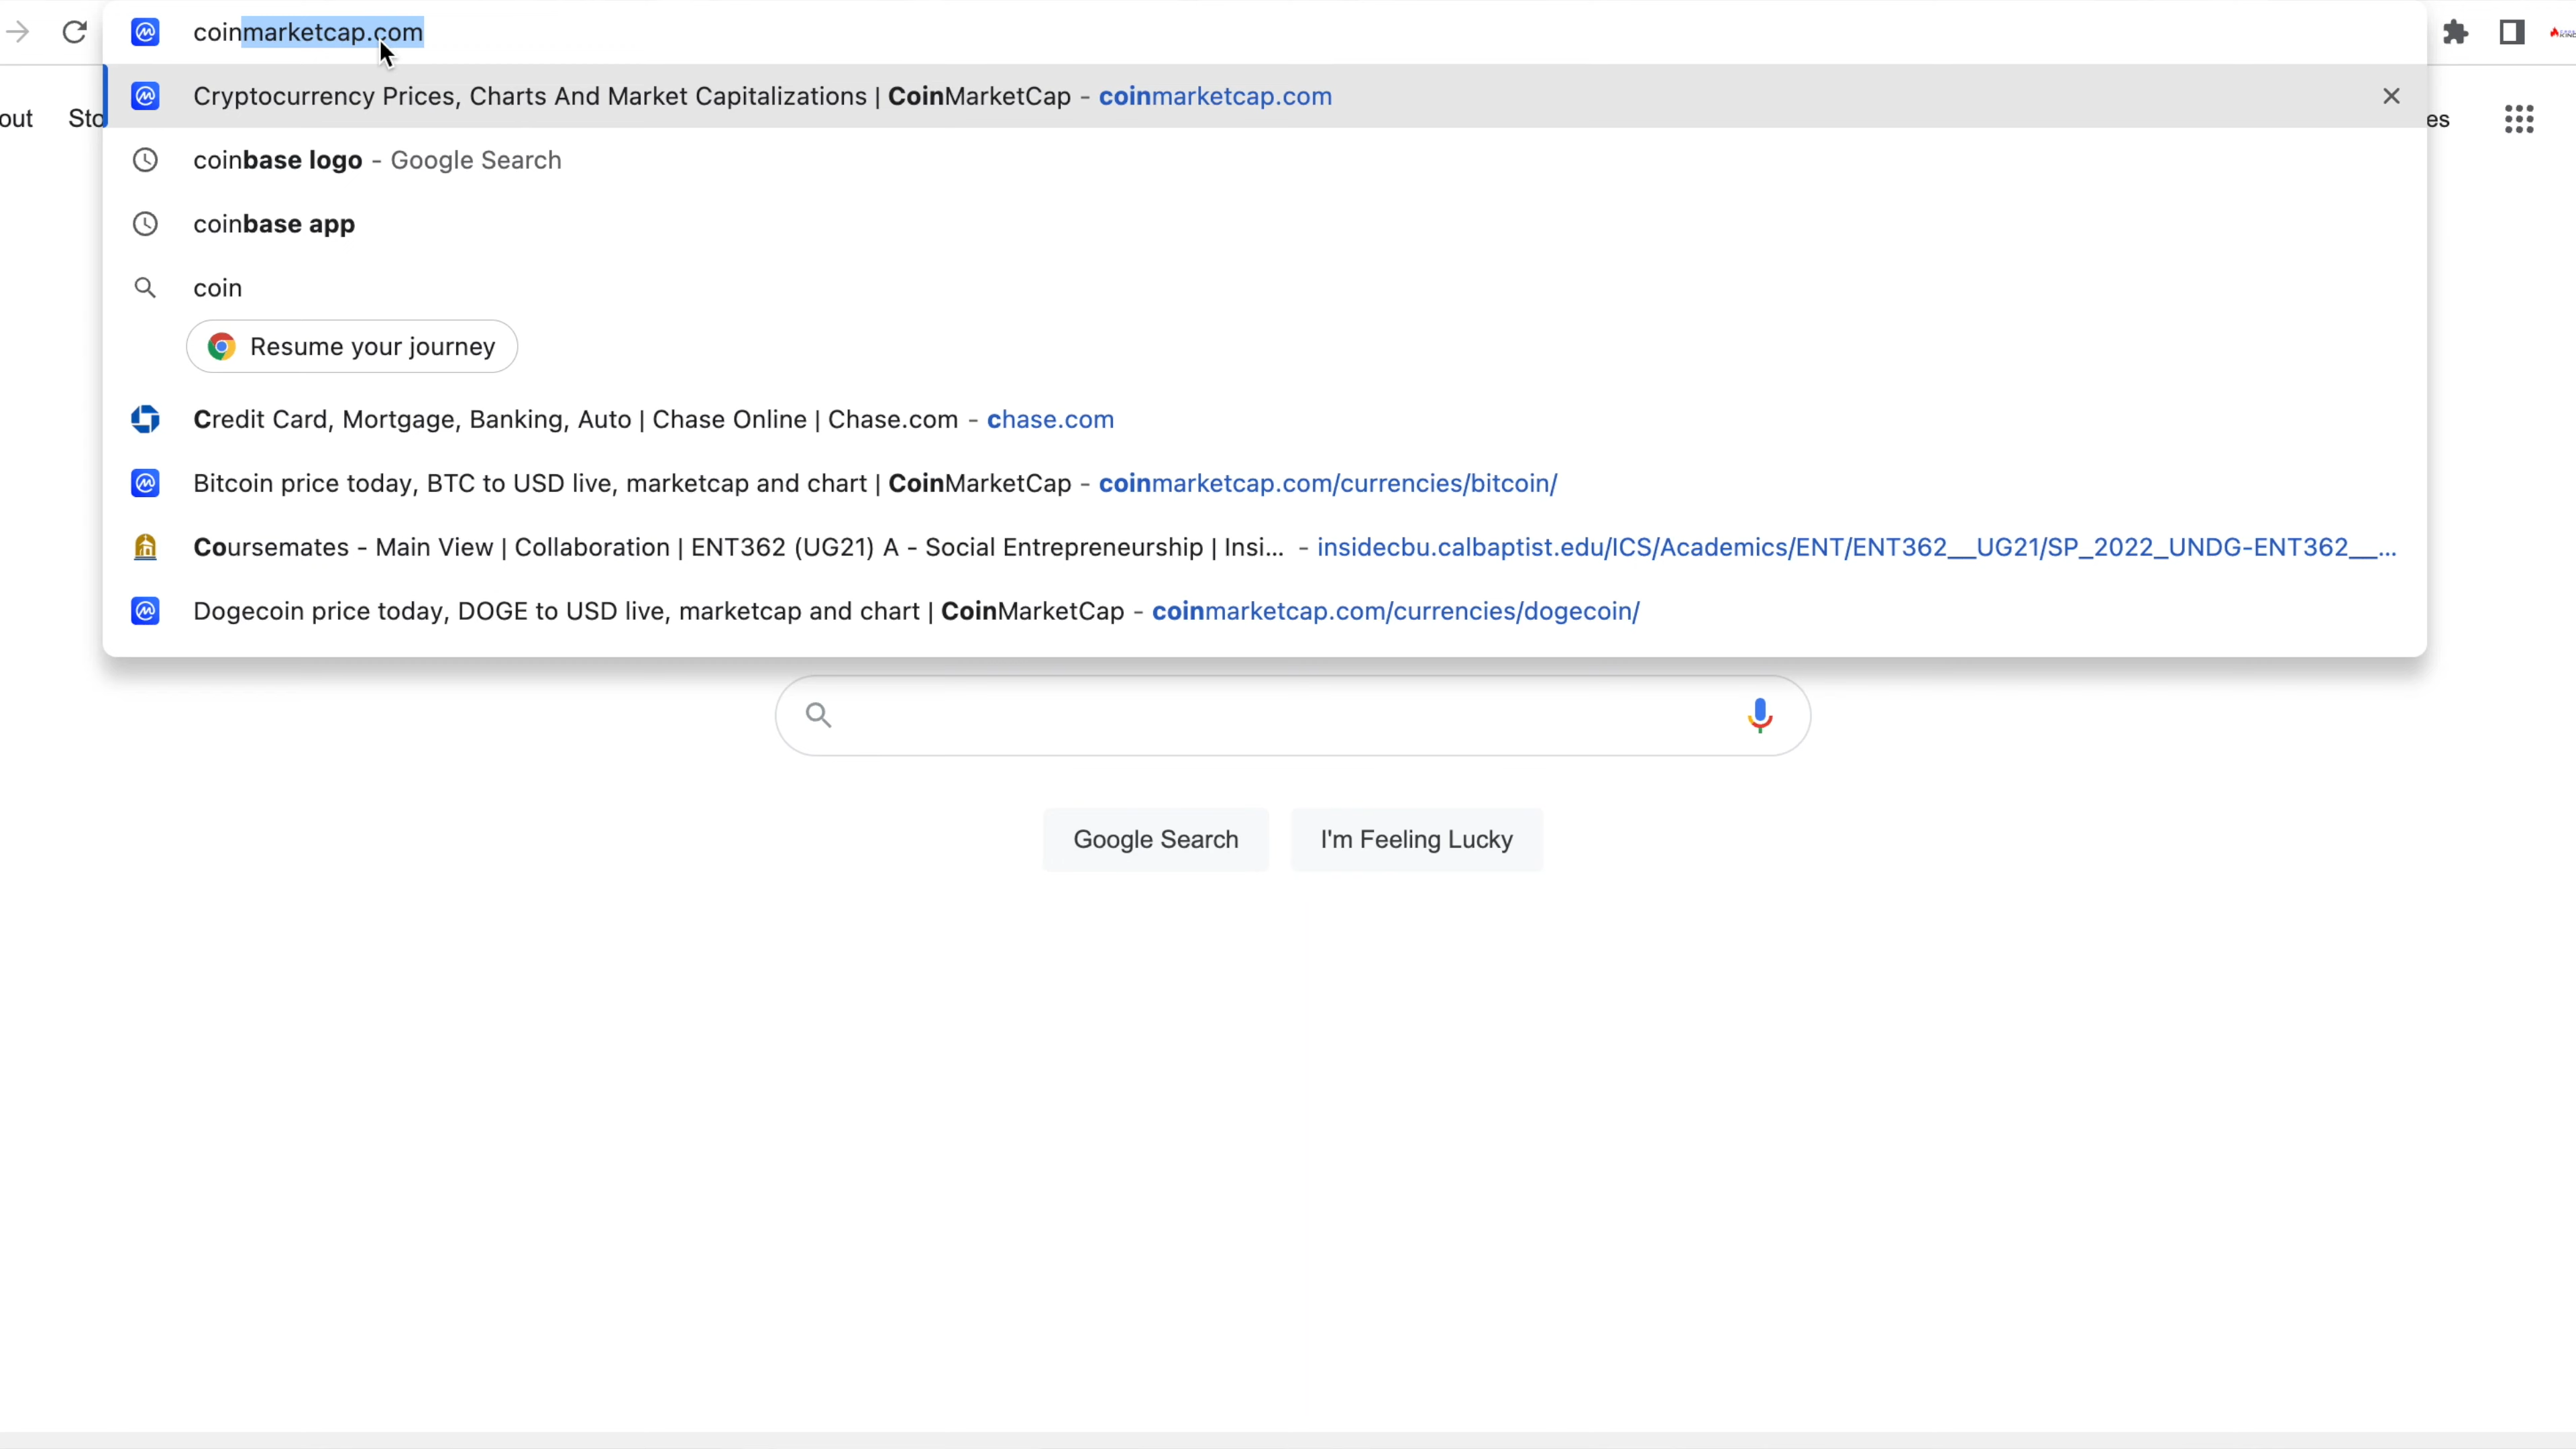 coinmarketcap.com
Cryptocurrency Prices, Charts And Market Capitalizations | CoinMarketCap - coinmarketcap.com
out Sto es
coinbase logo - Google Search
coinbase app
coin
Resume your journey
Credit Card, Mortgage, Banking, Auto | Chase Online | Chase.com - chase.com
Bitcoin price today, BTC to USD live, marketcap and chart | CoinMarketCap - coinmarketcap.com/currencies/bitcoin/
Coursemates - Main View | Collaboration | ENT362 (UG21) A - Social Entrepreneurship | Insi... - insidecbu.calbaptist.edu/ICS/Academics/ENT/ENT362__UG21/SP_2022_UNDG-ENT362__...
Dogecoin price today, DOGE to USD live, marketcap and chart | CoinMarketCap - coinmarketcap.com/currencies/dogecoin/
Google Search I'm Feeling Lucky